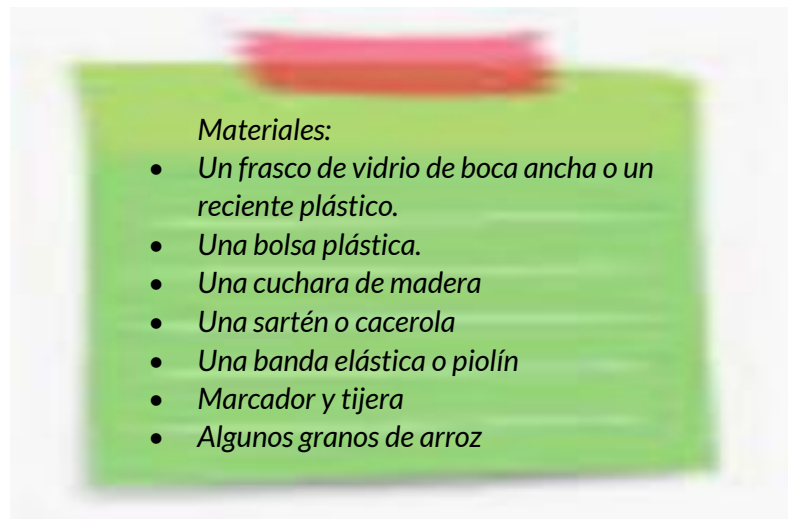 Materiales:
• Un frasco de vidrio de boca ancha o un
reciente plástico.
• Una bolsa plástica.
• Una cuchara de madera
• Una sartén o cacerola
• Una banda elástica o piolín
• Marcador y tijera
• Algunos granos de arroz